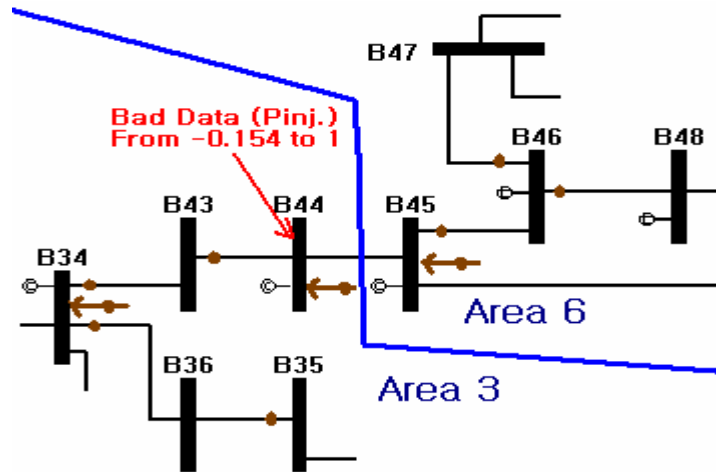 B47
Bad Data (Pinj.)
From -0.154 to 1
B46
B48
B43
B44
B45
B34
Area 6
B36
B35
Area 3